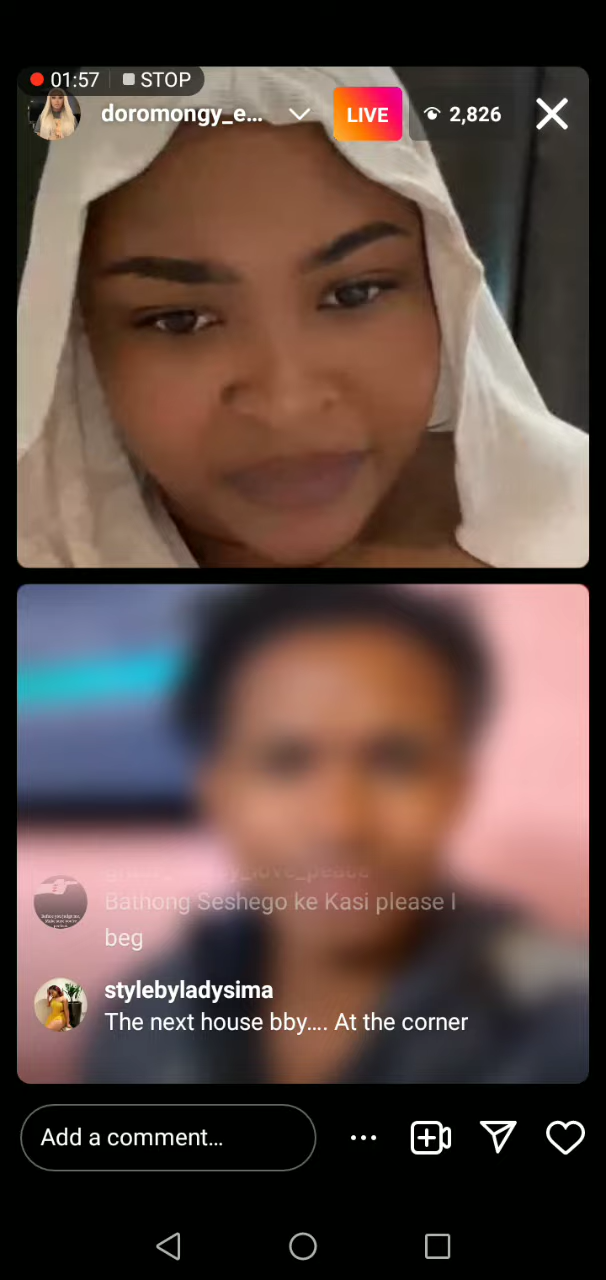 01:57 STOP
doromongy_e... LIVE 2,826
Bathong Seshego ke Kasi please I
beg
stylebyladysima
The next house bby.... At the corner
Add a comment...